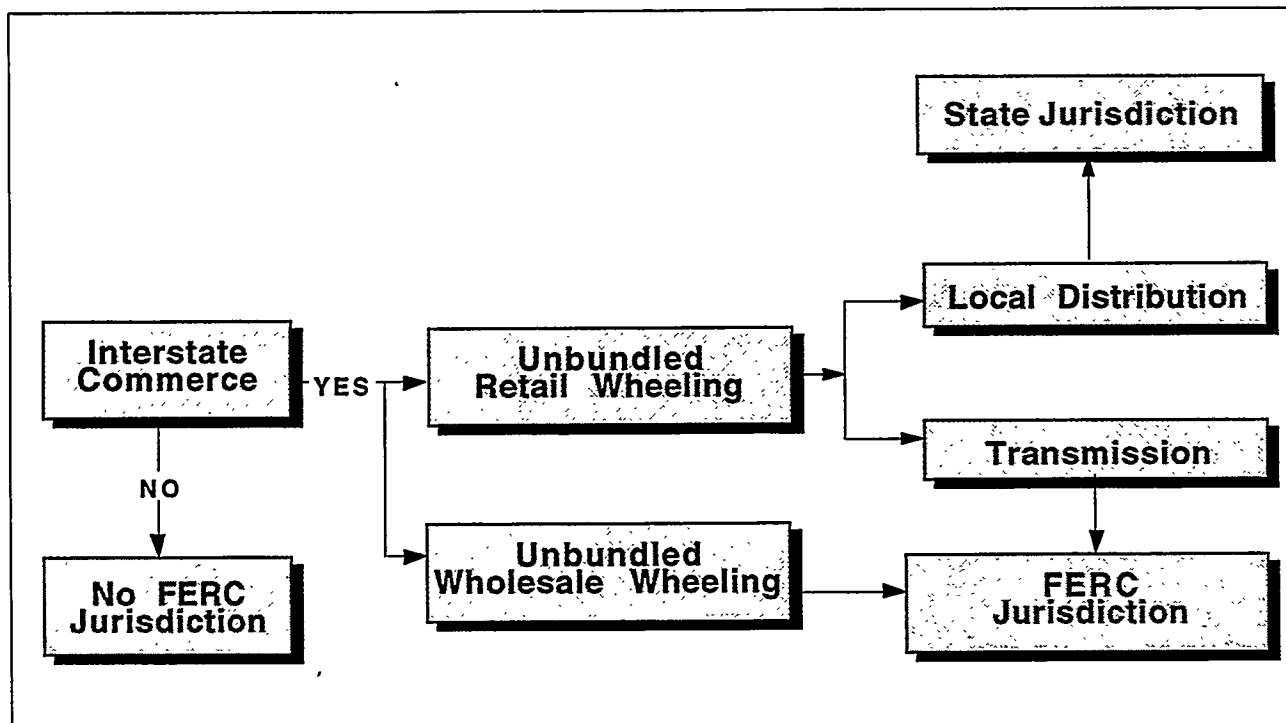 State Jurisdiction
Local Distribution
Interstate
Commerce
YES
Unbundled
Retail Wheeling
Transmission
NO
Unbundled
Wholesale Wheeling
No FERC
Jurisdiction
FERC
Jurisdiction